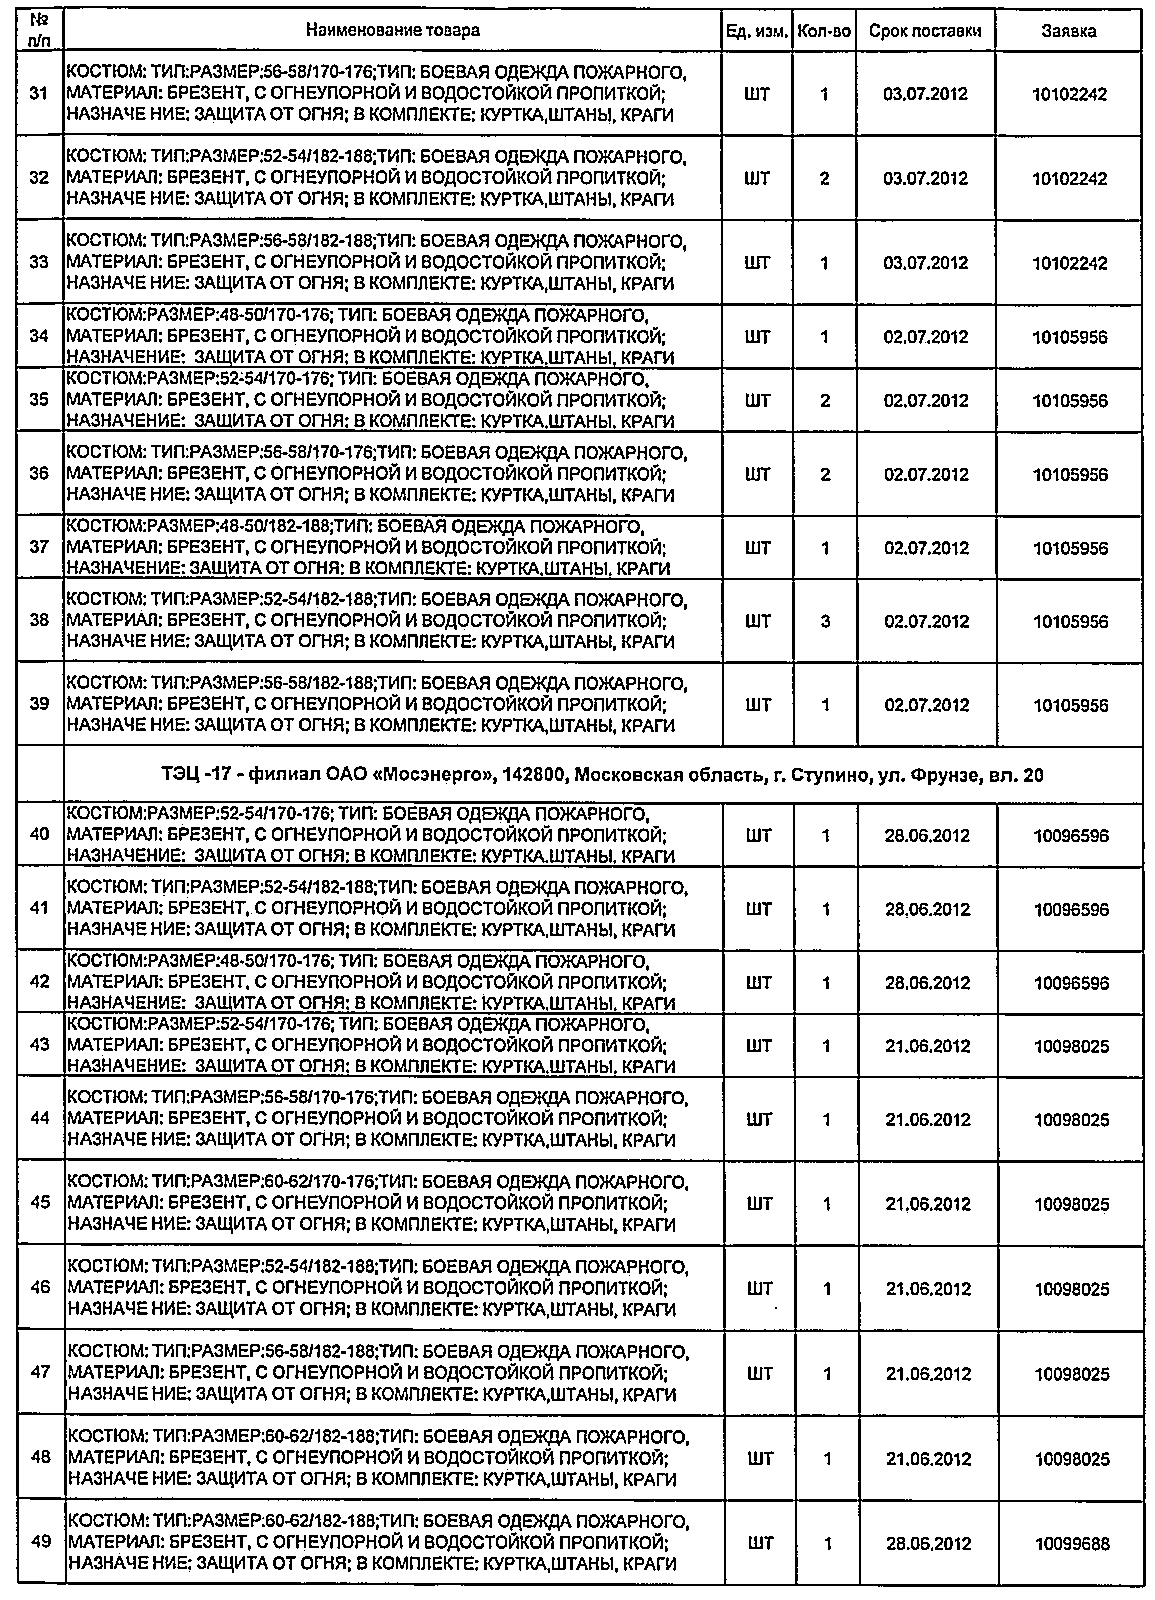 №
п/п
Наименование товара
Ед. изм.
Кол-во
Срок поставки
Заявка
31
КОСТЮМ: ТИП:РАЗМЕР:56-58/170-176;ТИП: БОЕВАЯ ОДЕЖДА ПОЖАРНОГО,
МАТЕРИАЛ: БРЕЗЕНТ, С ОГНЕУПОРНОЙ И ВОДОСТОЙКОЙ ПРОПИТКОЙ;
НАЗНАЧЕ НИЕ: ЗАЩИТА ОТ ОГНЯ; В КОМПЛЕКТЕ: КУРТКА,ШТАНЫ, КРАГИ
ШТ
1
03.07.2012
10102242
32
КОСТЮМ: ТИП:РАЗМЕР:52-54/182-188;ТИП: БОЕВАЯ ОДЕЖДА ПОЖАРНОГО,
МАТЕРИАЛ: БРЕЗЕНТ, С ОГНЕУПОРНОЙ И ВОДОСТОЙКОЙ ПРОПИТКОЙ;
НАЗНАЧЕ НИЕ: ЗАЩИТА ОТ ОГНЯ; В КОМПЛЕКТЕ: КУРТКА,ШТАНЫ, КРАГИ
ШТ
2
03.07.2012
10102242
33
КОСТЮМ: ТИП:РАЗМЕР:56-58/182-188;ТИП: БОЕВАЯ ОДЕЖДА ПОЖАРНОГО,
МАТЕРИАЛ: БРЕЗЕНТ, С ОГНЕУПОРНОЙ И ВОДОСТОЙКОЙ ПРОПИТКОЙ;
НАЗНАЧЕ НИЕ: ЗАЩИТА ОТ ОГНЯ; В КОМПЛЕКТЕ: КУРТКА,ШТАНЫ, КРАГИ
ШТ
1
03.07.2012
10102242
34
КОСТЮМ:РАЗМЕР:48-50/170-176; ТИП: БОЕВАЯ ОДЕЖДА ПОЖАРНОГО,
МАТЕРИАЛ: БРЕЗЕНТ, С ОГНЕУПОРНОЙ И ВОДОСТОЙКОЙ ПРОПИТКОЙ;
НАЗНАЧЕНИЕ: ЗАЩИТА ОТ ОГНЯ; В КОМПЛЕКТЕ: КУРТКА,ШТАНЫ, КРАГИ
ШТ
1
02.07.2012
10105956
35
КОСТЮМ:РАЗМЕР:52-54/170-176; ТИП: БОЕВАЯ ОДЕЖДА ПОЖАРНОГО,
МАТЕРИАЛ: БРЕЗЕНТ, С ОГНЕУПОРНОЙ И ВОДОСТОЙКОЙ ПРОПИТКОЙ;
НАЗНАЧЕНИЕ: ЗАЩИТА ОТ ОГНЯ; В КОМПЛЕКТЕ: КУРТКА,ШТАНЫ, КРАГИ
ШТ
2
02.07.2012
10105956
36
КОСТЮМ: ТИП:РАЗМЕР:56-58/170-176;ТИП: БОЕВАЯ ОДЕЖДА ПОЖАРНОГО,
МАТЕРИАЛ: БРЕЗЕНТ, С ОГНЕУПОРНОЙ И ВОДОСТОЙКОЙ ПРОПИТКОЙ;
НАЗНАЧЕ НИЕ: ЗАЩИТА ОТ ОГНЯ; В КОМПЛЕКТЕ: КУРТКА,ШТАНЫ, КРАГИ
ШТ
2
02.07.2012
10105956
37
КОСТЮМ:РАЗМЕР:48-50/182-188;ТИП: БОЕВАЯ ОДЕЖДА ПОЖАРНОГО,
МАТЕРИАЛ: БРЕЗЕНТ, С ОГНЕУПОРНОЙ И ВОДОСТОЙКОЙ ПРОПИТКОЙ;
НАЗНАЧЕНИЕ: ЗАЩИТА ОТ ОГНЯ; В КОМПЛЕКТЕ: КУРТКА,ШТАНЫ, КРАГИ
ШТ
1
02.07.2012
10105956
38
КОСТЮМ: ТИП:РАЗМЕР:52-54/182-188;ТИП: БОЕВАЯ ОДЕЖДА ПОЖАРНОГО,
МАТЕРИАЛ: БРЕЗЕНТ, С ОГНЕУПОРНОЙ И ВОДОСТОЙКОЙ ПРОПИТКОЙ;
НАЗНАЧЕ НИЕ: ЗАЩИТА ОТ ОГНЯ; В КОМПЛЕКТЕ: КУРТКА,ШТАНЫ, КРАГИ
ШТ
3
02.07.2012
10105956
39
КОСТЮМ: ТИП:РАЗМЕР:56-58/182-188;ТИП: БОЕВАЯ ОДЕЖДА ПОЖАРНОГО,
МАТЕРИАЛ: БРЕЗЕНТ, С ОГНЕУПОРНОЙ И ВОДОСТОЙКОЙ ПРОПИТКОЙ;
НАЗНАЧЕ НИЕ: ЗАЩИТА ОТ ОГНЯ; В КОМПЛЕКТЕ: КУРТКА,ШТАНЫ, КРАГИ
ШТ
1
02.07.2012
10105956
ТЭЦ -17 - филиал ОАО «Мосэнерго», 142800, Московская область, г. Ступино, ул. Фрунзе, вл. 20
40
КОСТЮМ:РАЗМЕР:52-54/170-176; ТИП: БОЕВАЯ ОДЕЖДА ПОЖАРНОГО,
МАТЕРИАЛ: БРЕЗЕНТ, С ОГНЕУПОРНОЙ И ВОДОСТОЙКОЙ ПРОПИТКОЙ;
НАЗНАЧЕНИЕ: ЗАЩИТА ОТ ОГНЯ; В КОМПЛЕКТЕ: КУРТКА,ШТАНЫ, КРАГИ
ШТ
1
28.06.2012
10096596
41
КОСТЮМ: ТИП:РАЗМЕР:52-54/182-188;ТИП: БОЕВАЯ ОДЕЖДА ПОЖАРНОГО,
МАТЕРИАЛ: БРЕЗЕНТ, С ОГНЕУПОРНОЙ И ВОДОСТОЙКОЙ ПРОПИТКОЙ;
НАЗНАЧЕ НИЕ: ЗАЩИТА ОТ ОГНЯ; В КОМПЛЕКТЕ: КУРТКА,ШТАНЫ, КРАГИ
ШТ
1
28.06.2012
10096596
42
КОСТЮМ:РАЗМЕР:48-50/170-176; ТИП: БОЕВАЯ ОДЕЖДА ПОЖАРНОГО,
МАТЕРИАЛ: БРЕЗЕНТ, С ОГНЕУПОРНОЙ И ВОДОСТОЙКОЙ ПРОПИТКОЙ;
НАЗНАЧЕНИЕ: ЗАЩИТА ОТ ОГНЯ; В КОМПЛЕКТЕ: КУРТКА,ШТАНЫ, КРАГИ
ШТ
1
28.06.2012
10096596
43
КОСТЮМ:РАЗМЕР:52-54/170-176; ТИП: БОЕВАЯ ОДЕЖДА ПОЖАРНОГО,
МАТЕРИАЛ: БРЕЗЕНТ, С ОГНЕУПОРНОЙ И ВОДОСТОЙКОЙ ПРОПИТКОЙ;
НАЗНАЧЕНИЕ: ЗАЩИТА ОТ ОГНЯ; В КОМПЛЕКТЕ: КУРТКА,ШТАНЫ, КРАГИ
ШТ
1
21.06.2012
10098025
44
КОСТЮМ: ТИП:РАЗМЕР:56-58/170-176;ТИП: БОЕВАЯ ОДЕЖДА ПОЖАРНОГО,
МАТЕРИАЛ: БРЕЗЕНТ, С ОГНЕУПОРНОЙ И ВОДОСТОЙКОЙ ПРОПИТКОЙ;
НАЗНАЧЕ НИЕ: ЗАЩИТА ОТ ОГНЯ; В КОМПЛЕКТЕ: КУРТКА,ШТАНЫ, КРАГИ
ШТ
1
21.06.2012
10098025
45
КОСТЮМ: ТИП:РАЗМЕР:60-62/170-176;ТИП: БОЕВАЯ ОДЕЖДА ПОЖАРНОГО,
МАТЕРИАЛ: БРЕЗЕНТ, С ОГНЕУПОРНОЙ И ВОДОСТОЙКОЙ ПРОПИТКОЙ;
НАЗНАЧЕ НИЕ: ЗАЩИТА ОТ ОГНЯ; В КОМПЛЕКТЕ: КУРТКА,ШТАНЫ, КРАГИ
ШТ
1
21.06.2012
10098025
46
КОСТЮМ: ТИП:РАЗМЕР:52-54/182-188;ТИП: БОЕВАЯ ОДЕЖДА ПОЖАРНОГО,
МАТЕРИАЛ: БРЕЗЕНТ, С ОГНЕУПОРНОЙ И ВОДОСТОЙКОЙ ПРОПИТКОЙ;
НАЗНАЧЕ НИЕ: ЗАЩИТА ОТ ОГНЯ; В КОМПЛЕКТЕ: КУРТКА,ШТАНЫ, КРАГИ
ШТ
1
21.06.2012
10098025
47
КОСТЮМ: ТИП:РАЗМЕР:56-58/182-188;ТИП: БОЕВАЯ ОДЕЖДА ПОЖАРНОГО,
МАТЕРИАЛ: БРЕЗЕНТ, С ОГНЕУПОРНОЙ И ВОДОСТОЙКОЙ ПРОПИТКОЙ;
НАЗНАЧЕ НИЕ: ЗАЩИТА ОТ ОГНЯ; В КОМПЛЕКТЕ: КУРТКА,ШТАНЫ, КРАГИ
ШТ
1
21.06.2012
10098025
48
КОСТЮМ: ТИП:РАЗМЕР:60-62/182-188;ТИП: БОЕВАЯ ОДЕЖДА ПОЖАРНОГО,
МАТЕРИАЛ: БРЕЗЕНТ, С ОГНЕУПОРНОЙ И ВОДОСТОЙКОЙ ПРОПИТКОЙ;
НАЗНАЧЕ НИЕ: ЗАЩИТА ОТ ОГНЯ; В КОМПЛЕКТЕ: КУРТКА,ШТАНЫ, КРАГИ
ШТ
1
21.06.2012
10098025
49
КОСТЮМ: ТИП:РАЗМЕР:60-62/182-188;ТИП: БОЕВАЯ ОДЕЖДА ПОЖАРНОГО,
МАТЕРИАЛ: БРЕЗЕНТ, С ОГНЕУПОРНОЙ И ВОДОСТОЙКОЙ ПРОПИТКОЙ;
НАЗНАЧЕ НИЕ: ЗАЩИТА ОТ ОГНЯ; В КОМПЛЕКТЕ: КУРТКА,ШТАНЫ, КРАГИ
ШТ
1
28.06.2012
10099688